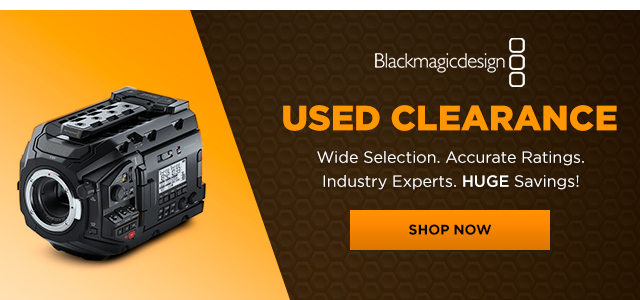 Blackmagicdesign
USED CLEARANCE
Wide Selection. Accurate Ratings.
Industry Experts. HUGE Savings!
SHOP NOW